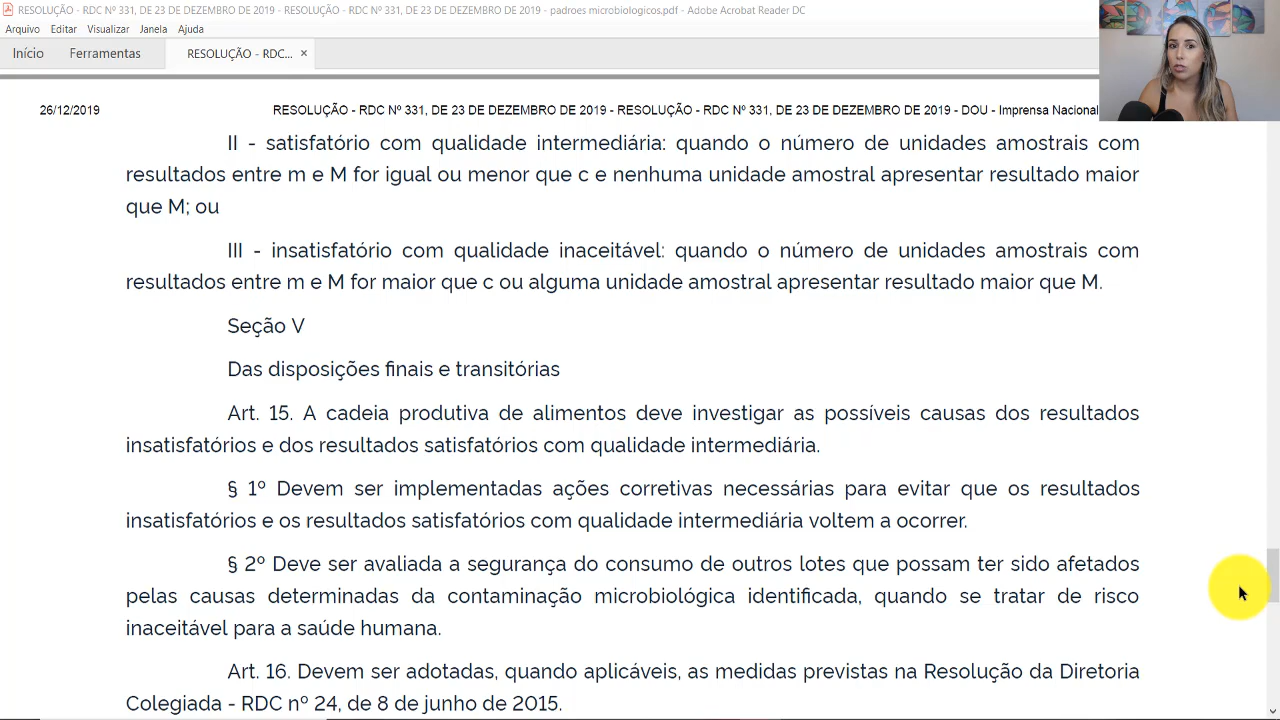 RESOLUÇÃO - RDC Nº 331, DE 23 DE DEZEMBRO DE 2019 - RESOLUÇÃO - RDC Nº 331, DE 23 DE DEZEMBRO DE 2019 - padroes microbiologicos.pdf - Adobe Acrobat Reader DC
Arquivo Editar Visualizar Janela Ajuda
Início Ferramentas RESOLUÇÃO - RDC... ×
26/12/2019 RESOLUÇÃO - RDC Nº 331, DE 23 DE DEZEMBRO DE 2019 - RESOLUÇÃO - RDC Nº 331, DE 23 DE DEZEMBRO DE 2019 - DOU - Imprensa Nacional
II - satisfatório com qualidade intermediária: quando o número de unidades amostrais com
resultados entre m e M for igual ou menor que c e nenhuma unidade amostral apresentar resultado maior
que M; ou
III - insatisfatório com qualidade inaceitável: quando o número de unidades amostrais com
resultados entre m e M for maior que c ou alguma unidade amostral apresentar resultado maior que M.
Seção V
Das disposições finais e transitórias
Art. 15. A cadeia produtiva de alimentos deve investigar as possíveis causas dos resultados
insatisfatórios e dos resultados satisfatórios com qualidade intermediária.
§ 1º Devem ser implementadas ações corretivas necessárias para evitar que os resultados
insatisfatórios e os resultados satisfatórios com qualidade intermediária voltem a ocorrer.
§ 2º Deve ser avaliada a segurança do consumo de outros lotes que possam ter sido afetados
pelas causas determinadas da contaminação microbiológica identificada, quando se tratar de risco
inaceitável para a saúde humana.
Art. 16. Devem ser adotadas, quando aplicáveis, as medidas previstas na Resolução da Diretoria
Colegiada - RDC nº 24, de 8 de junho de 2015.